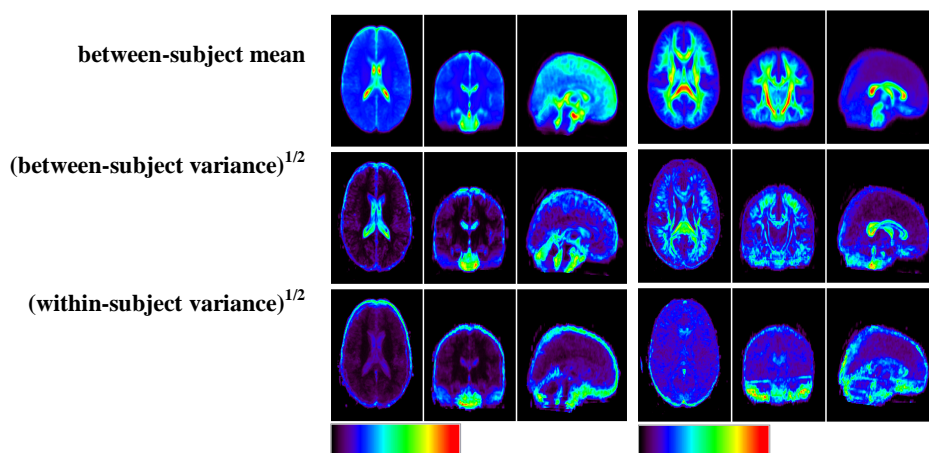 between-subject mean
(between-subject variance)1/2
(within-subject variance)1/2